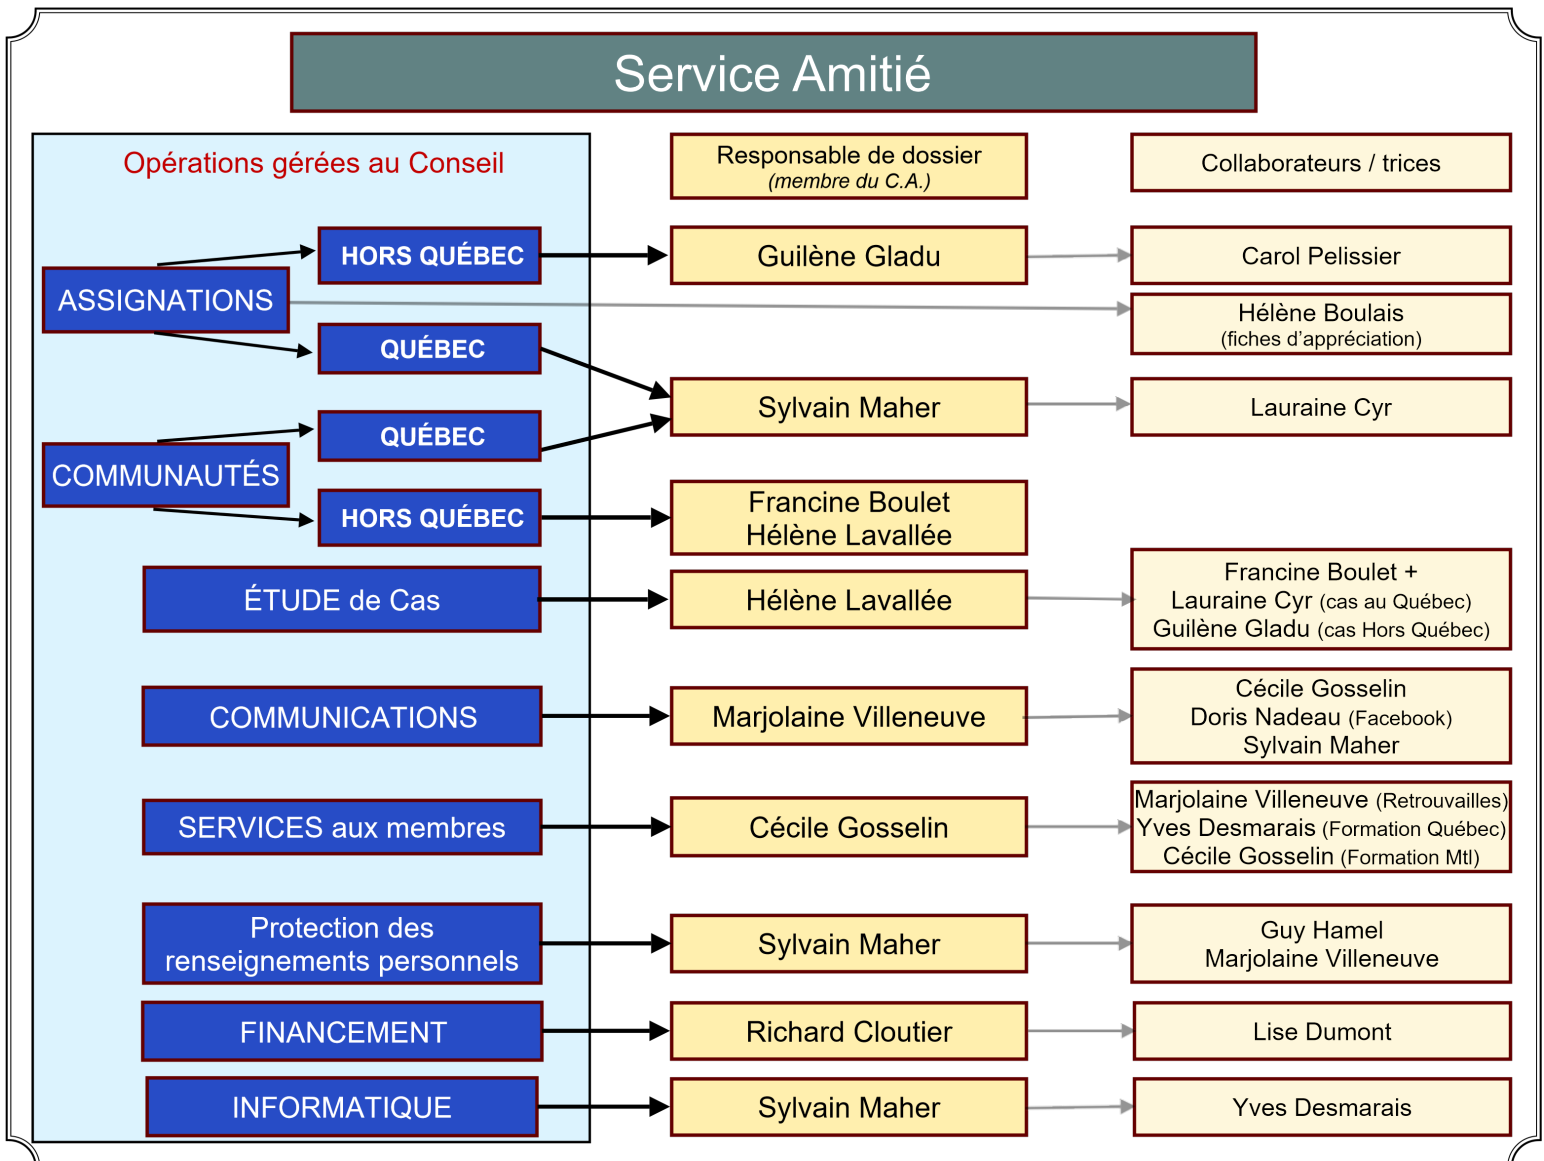 Service Amitié
Opérations gérées au Conseil
Responsable de dossier
(membre du C.A.)
Collaborateurs / trices
HORS QUÉBEC
Guilène Gladu
Carol Pelissier
ASSIGNATIONS
Hélène Boulais
(fiches d'appréciation)
QUÉBEC
Sylvain Maher
Lauraine Cyr
QUÉBEC
COMMUNAUTÉS
HORS QUÉBEC
Francine Boulet
Hélène Lavallée
ÉTUDE de Cas
Hélène Lavallée
Francine Boulet +
Lauraine Cyr (cas au Québec)
Guilène Gladu (cas Hors Québec)
COMMUNICATIONS
Marjolaine Villeneuve
Cécile Gosselin
Doris Nadeau (Facebook)
Sylvain Maher
SERVICES aux membres
Cécile Gosselin
Marjolaine Villeneuve (Retrouvailles)
Yves Desmarais (Formation Québec)
Cécile Gosselin (Formation Mtl)
Protection des
renseignements personnels
Sylvain Maher
Guy Hamel
Marjolaine Villeneuve
FINANCEMENT
Richard Cloutier
Lise Dumont
INFORMATIQUE
Sylvain Maher
Yves Desmarais